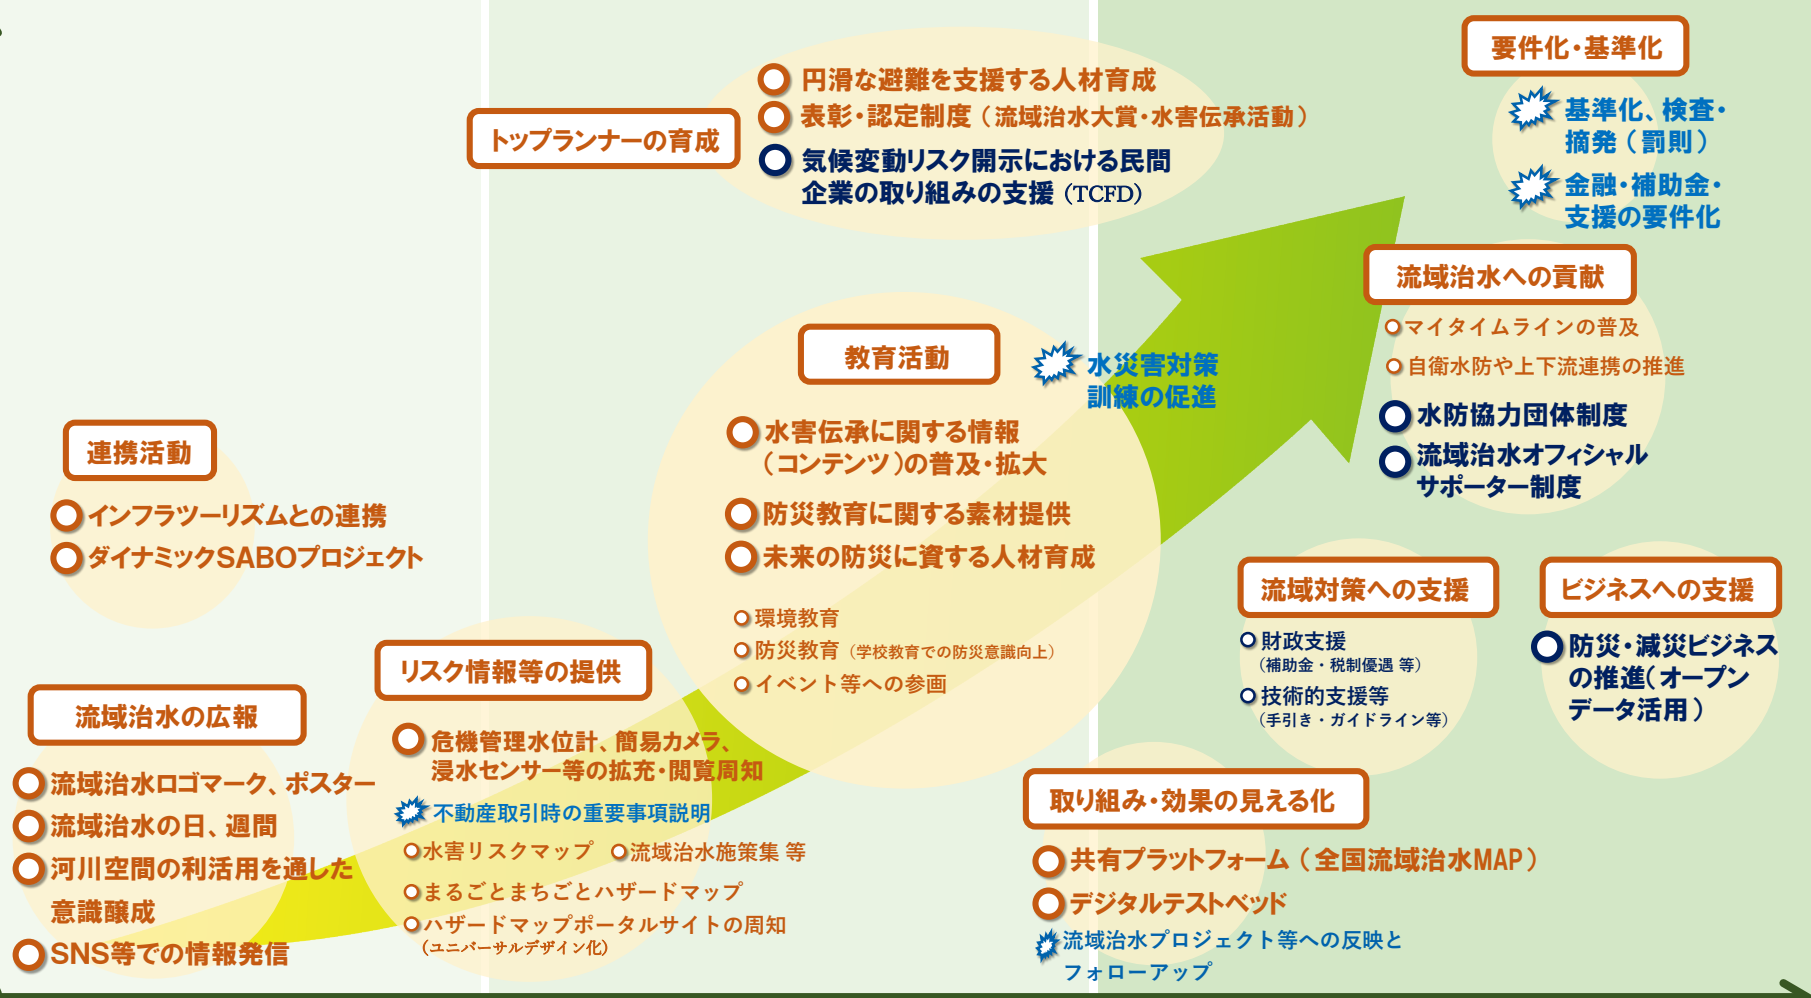 要件化・基準化
基準化、検査・
摘発（罰則）
金融・補助金・
支援の要件化
トップランナーの育成
円滑な避難を支援する人材育成
表彰・認定制度（流域治水大賞・水害伝承活動）
気候変動リスク開示における民間
企業の取り組みの支援（TCFD）
流域治水への貢献
マイタイムラインの普及
自衛水防や上下流連携の推進
水防協力団体制度
流域治水オフィシャル
サポーター制度
教育活動
水災害対策
訓練の促進
水害伝承に関する情報
（コンテンツ）の普及・拡大
防災教育に関する素材提供
未来の防災に資する人材育成
環境教育
防災教育（学校教育での防災意識向上）
イベント等への参画
連携活動
インフラツーリズムとの連携
ダイナミックSABOプロジェクト
流域対策への支援
財政支援
（補助金・税制優遇 等）
技術的支援等
（手引き・ガイドライン等）
ビジネスへの支援
防災・減災ビジネス
の推進（オープン
データ活用）
リスク情報等の提供
危機管理水位計、簡易カメラ、
浸水センサー等の拡充・閲覧周知
不動産取引時の重要事項説明
水害リスクマップ 流域治水施策集 等
まるごとまちごとハザードマップ
ハザードマップポータルサイトの周知
（ユニバーサルデザイン化）
流域治水の広報
流域治水ロゴマーク、ポスター
流域治水の日、週間
河川空間の利活用を通した
意識醸成
SNS等での情報発信
取り組み・効果の見える化
共有プラットフォーム（全国流域治水MAP）
デジタルテストベッド
流域治水プロジェクト等への反映と
フォローアップ